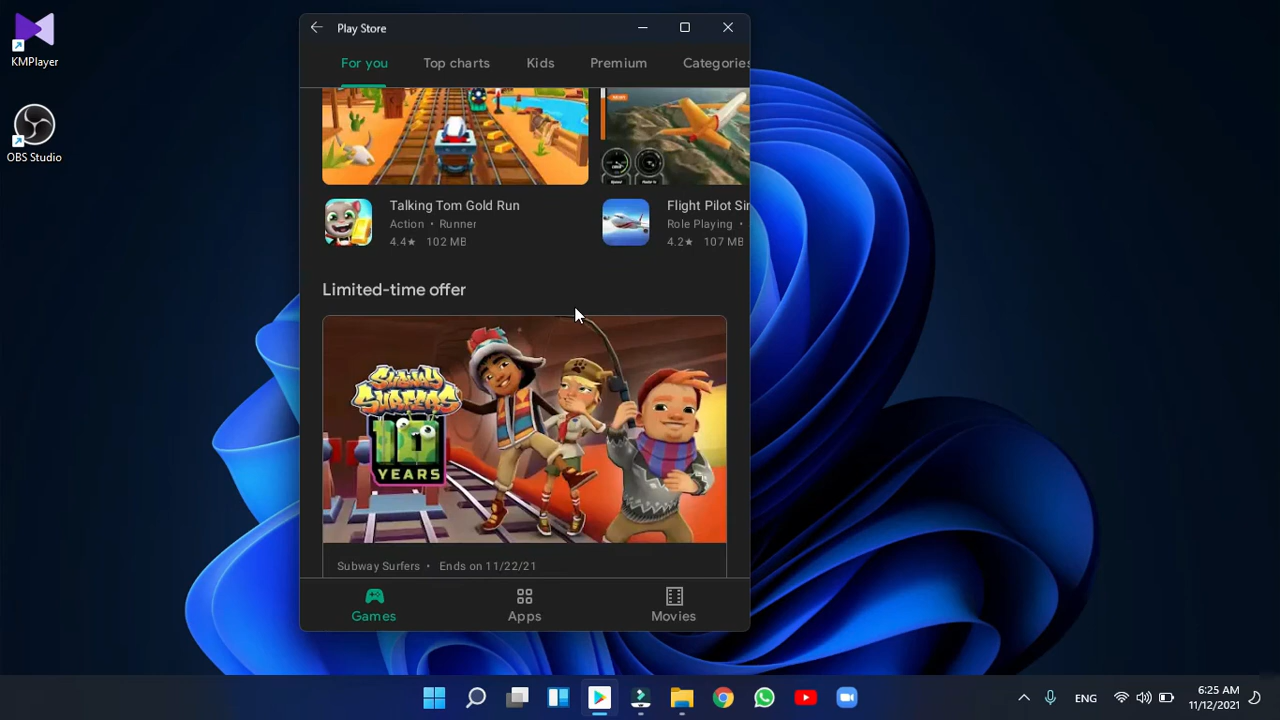 KMPlayer
OBS Studio
Play Store
For you Top charts Kids Premium Categories
Talking Tom Gold Run
Action • Runner
4.4★ 102 MB
Flight Pilot Sim
Role Playing •
4.2★ 107 MB
Limited-time offer
SUBWAY
SURFERS
10
YEARS
Subway Surfers • Ends on 11/22/21
Games Apps Movies
ENG
6:25 AM
11/12/2021